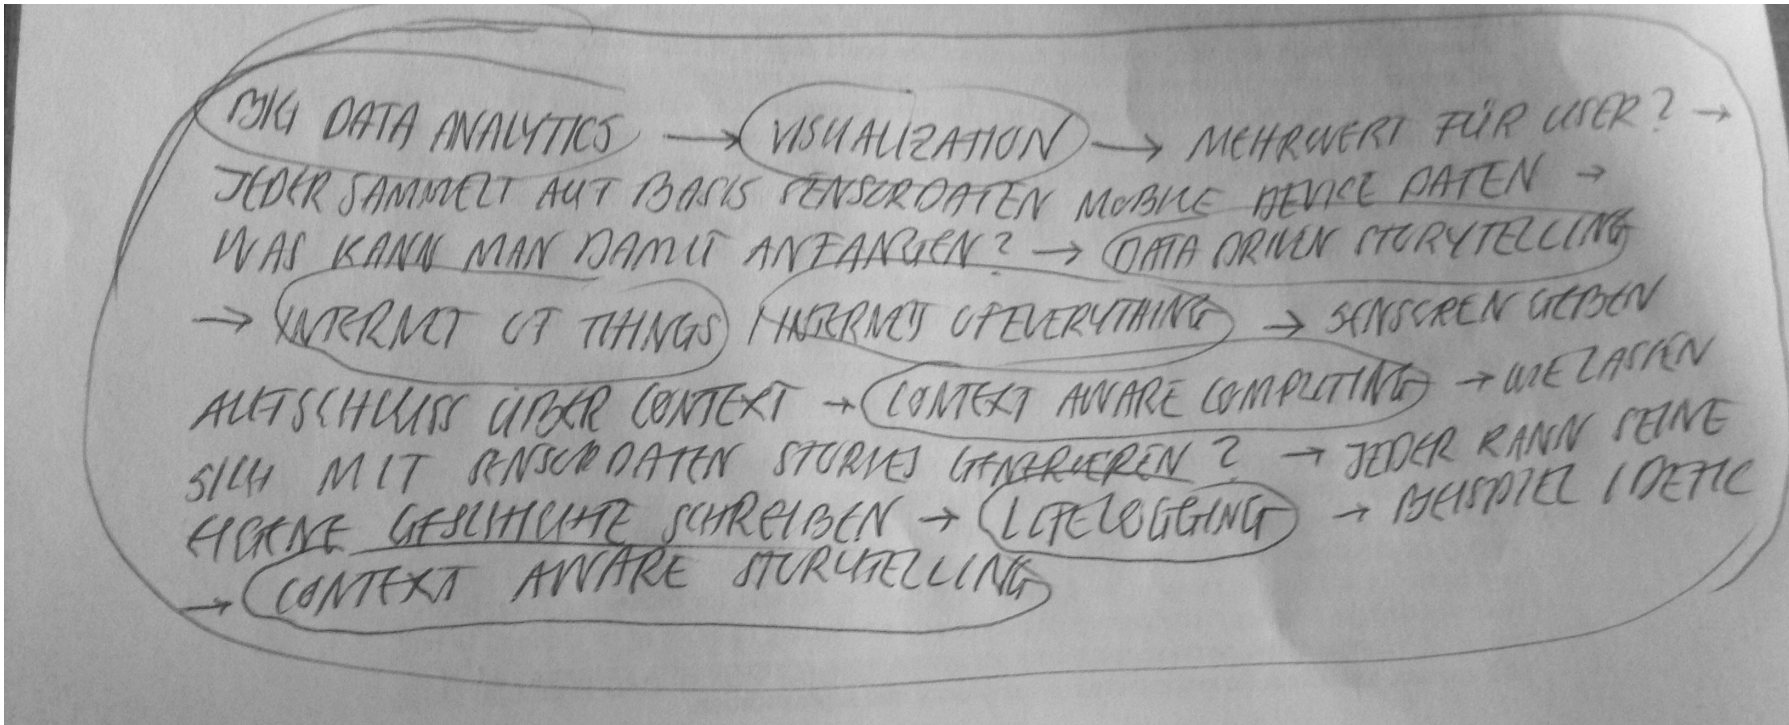 BIG DATA ANALYTICS → VISUALIZATION → MEHRWERT FÜR USER? →
JEDER SAMMELT AUF BASIS SENSORDATEN MOBILE DEVICE DATEN →
WAS KANN MAN DAMIT ANFANGEN? → DATA DRIVEN STORYTELLING
→ INTERNET OF THINGS / INTERNET OF EVERYTHING → SENSOREN GEBEN
AUFSCHLUSS ÜBER CONTEXT → CONTEXT AWARE COMPUTING → WIE LASSEN
SICH MIT SENSORDATEN STORIES GENERIEREN? → JEDER KANN SEINE
EIGENE GESCHICHTE SCHREIBEN → LIFELOGGING → BEISPIEL
→ CONTEXT AWARE STORYTELLING